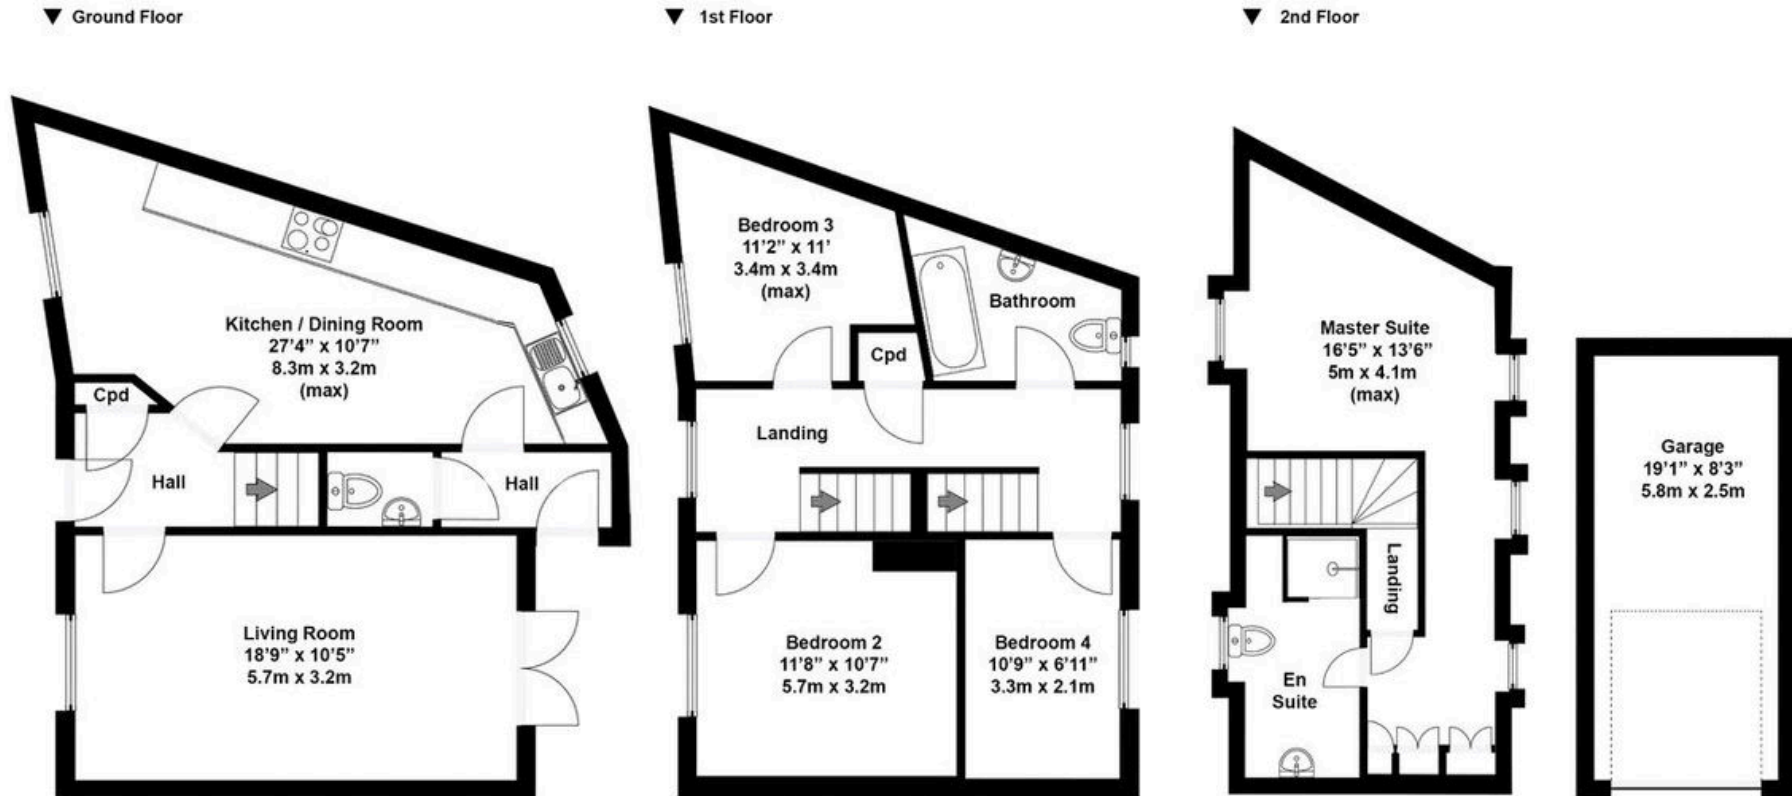 ▼ Ground Floor
Kitchen / Dining Room
27’4” x 10’7”
8.3m x 3.2m
(max)
Cpd
Hall
Hall
Living Room
18’9” x 10’5”
5.7m x 3.2m
▼ 1st Floor
Bedroom 3
11’2” x 11’
3.4m x 3.4m
(max)
Bathroom
Cpd
Landing
Bedroom 2
11’8” x 10’7”
5.7m x 3.2m
Bedroom 4
10’9” x 6’11”
3.3m x 2.1m
▼ 2nd Floor
Master Suite
16’5” x 13’6”
5m x 4.1m
(max)
Landing
En
Suite
Garage
19’1” x 8’3”
5.8m x 2.5m